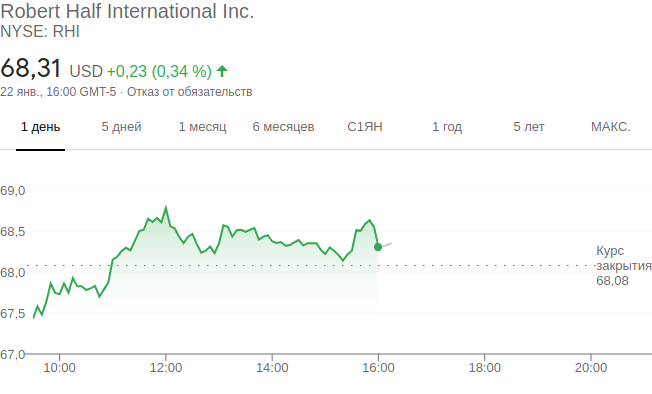 Robert Half International Inc.
NYSE: RHI
68,31 USD +0,23 (0,34 %)
22 янв., 16:00 GMT-5 · Отказ от обязательств
1 день 5 дней 1 месяц 6 месяцев С1ЯН 1 год 5 лет МАКС.
69,0
68,5
Курс
68,0 закрытия
68,08
67,5
67,0
10:00 12:00 14:00 16:00 18:00 20:00